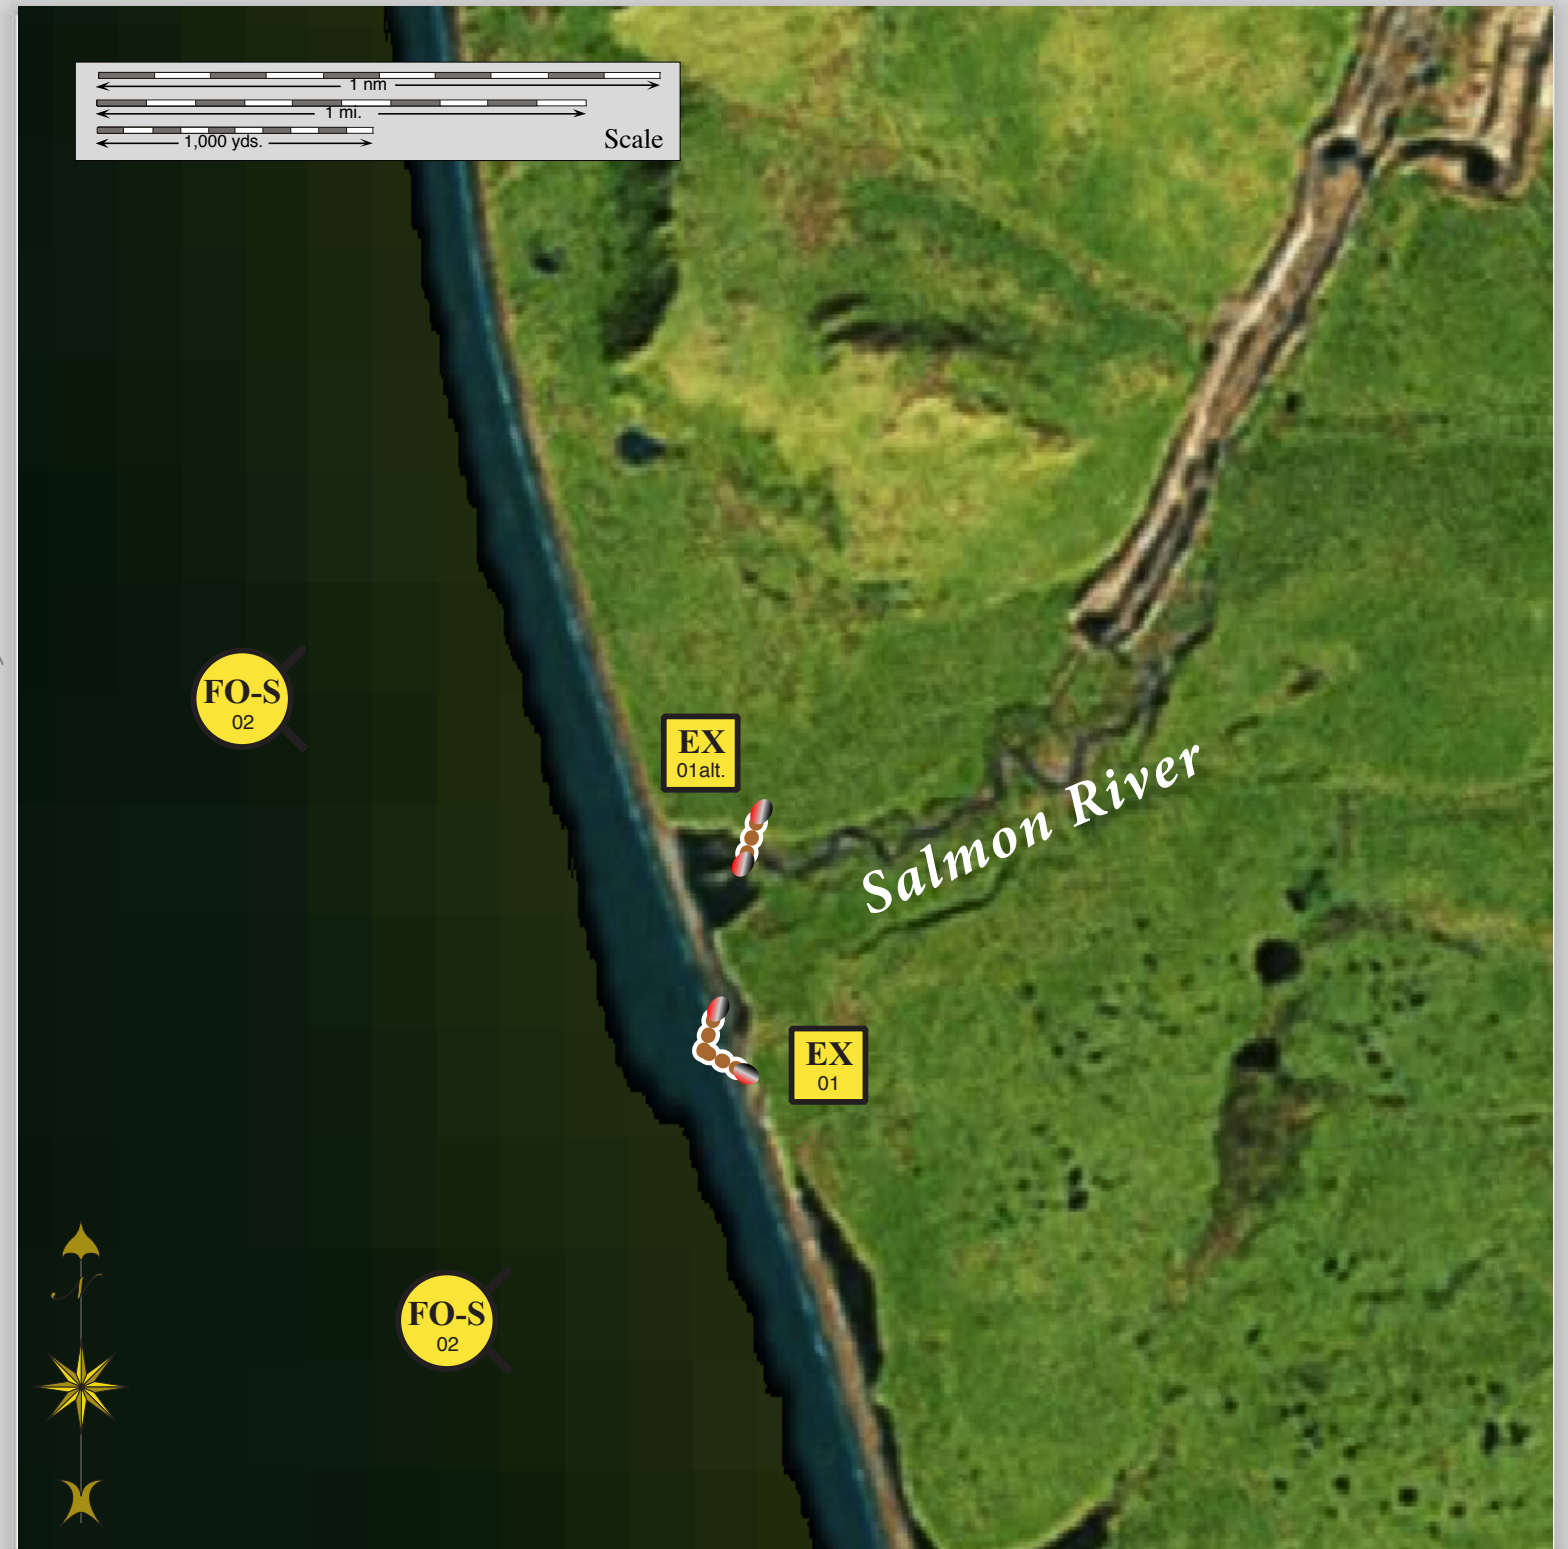 1 nm
1 mi.
1,000 yds.
Scale
FO-S
02
EX
01alt.
Salmon River
EX
01
N
FO-S
02